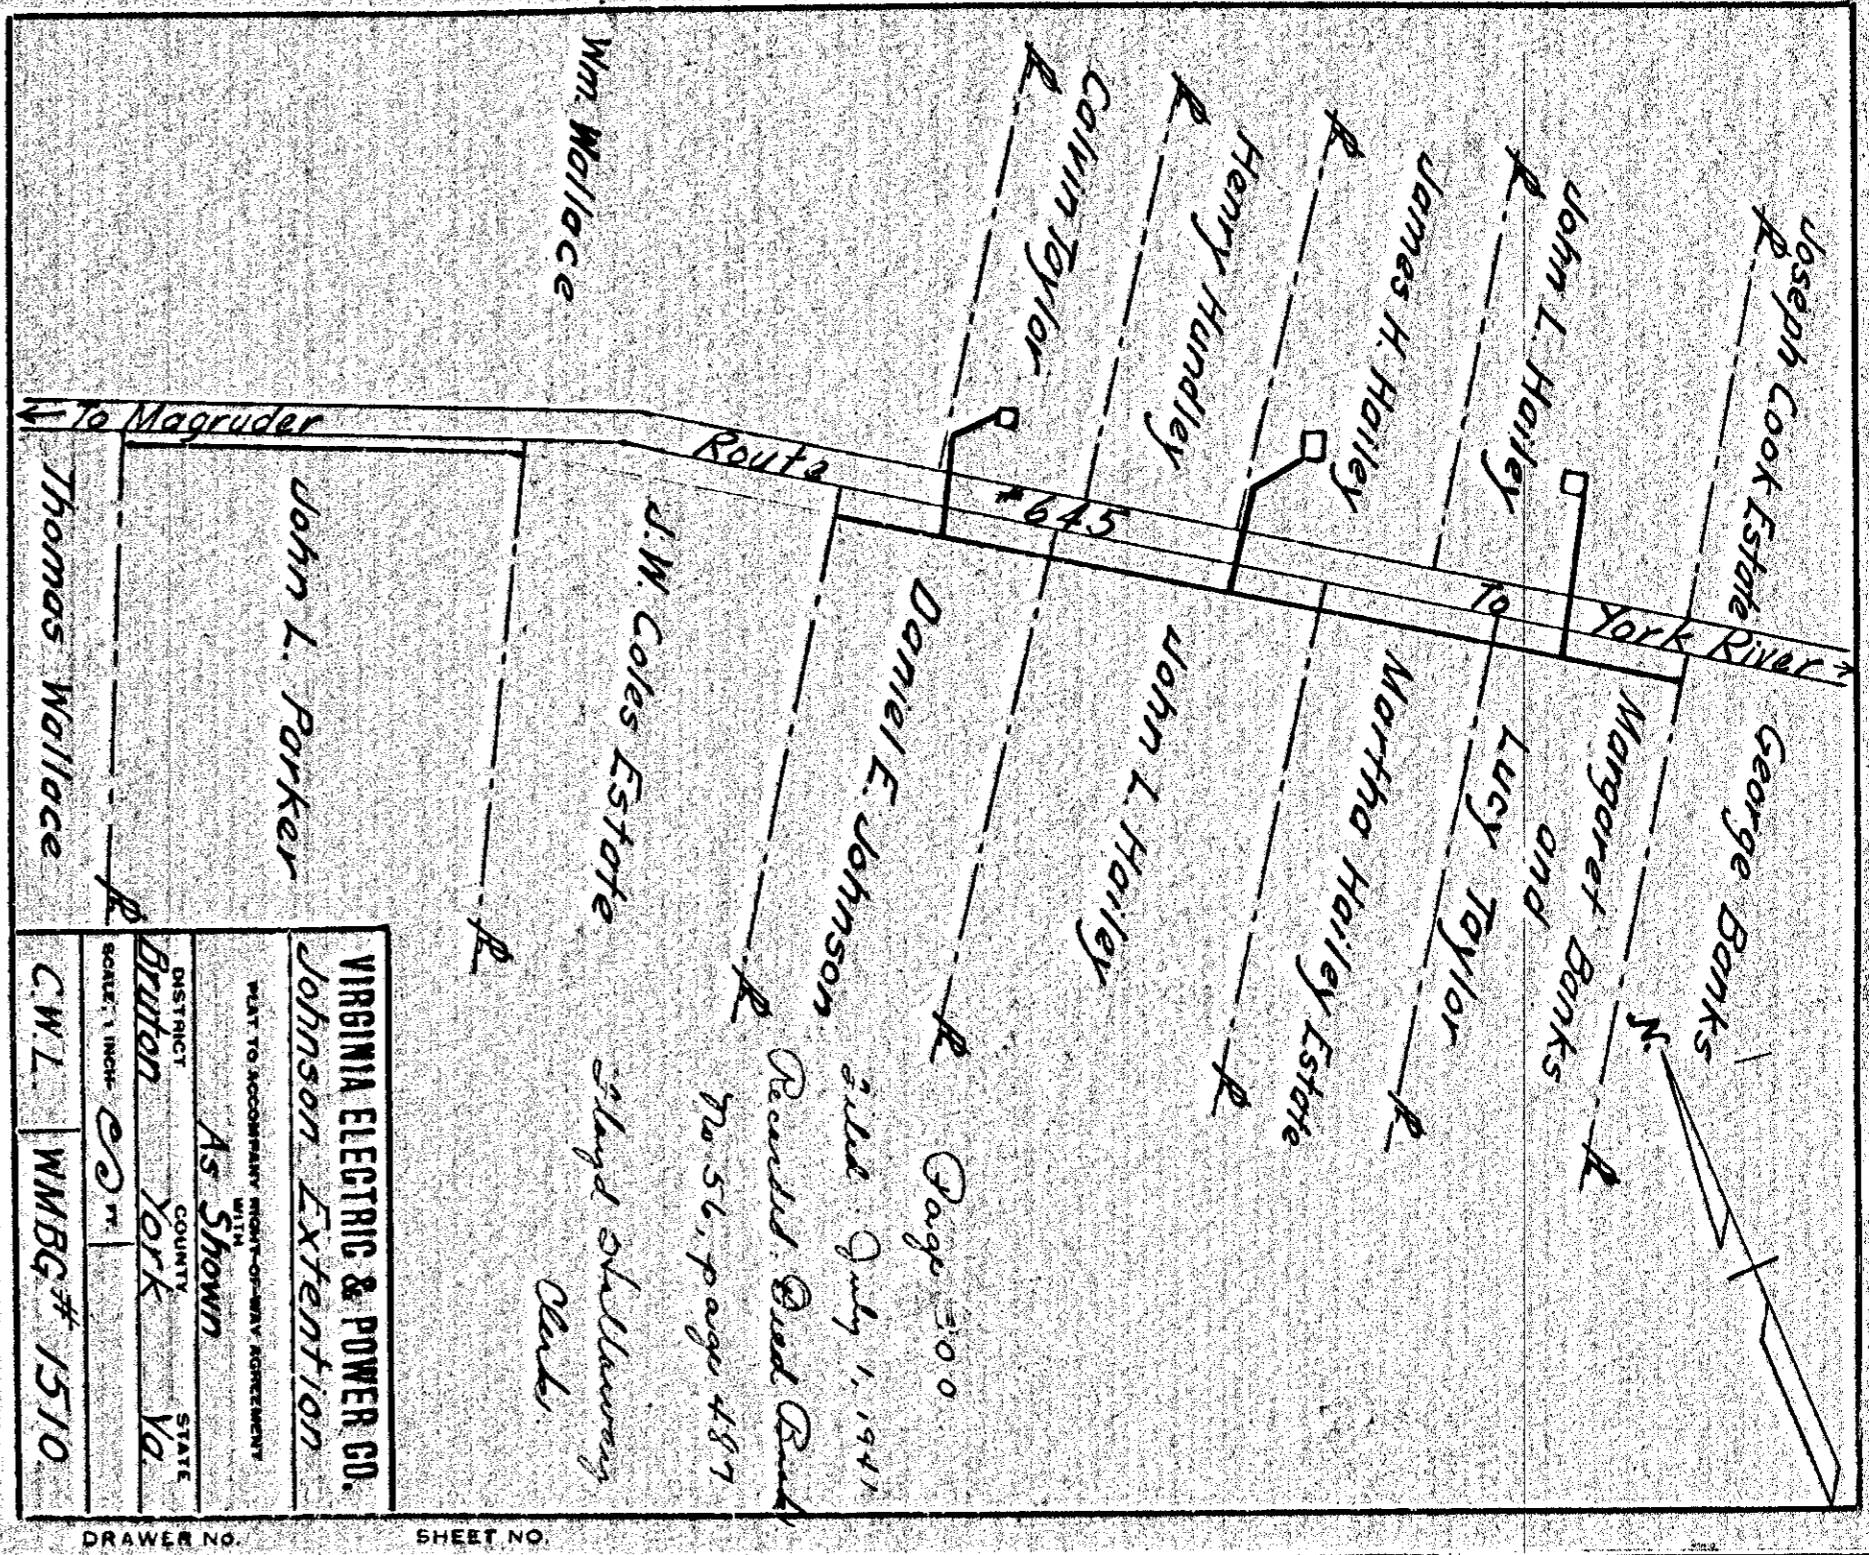 Wm. Wallace
Calvin Taylor
Henry Hundley
James H. Hailey
John L. Hailey
Joseph Cook Estate
To Magruder
Route
#645
To
York River
Thomas Wallace
John L. Parker
J.W. Coles Estate
Daniel E. Johnson
John L. Hailey
Martha Hailey Estate
Lucy Taylor
and
Margaret Banks
George Banks
N.
Page 300
Filed: July 1, 1941
Recorded: Deed Book
No 56, page 487
Floyd Holloway
Clerk.
VIRGINIA ELECTRIC & POWER CO.
Johnson Extention
PLAT TO ACCOMPANY RIGHT-OF-WAY AGREEMENT
WITH
As Shown
DISTRICT COUNTY STATE
Bruton York Va.
SCALE: 1 INCH= FT.
C.W.L. WMBG# 1510
DRAWER NO.
SHEET NO.